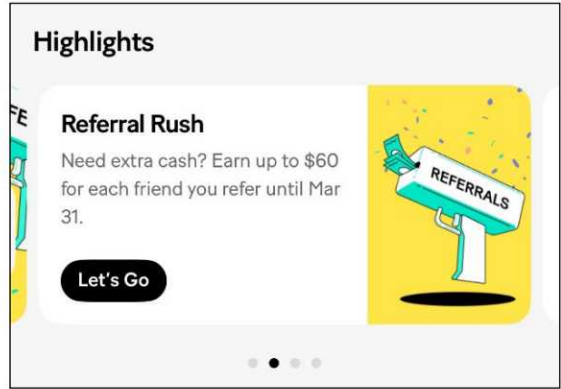 Highlights
FE
Referral Rush
Need extra cash? Earn up to $60
for each friend you refer until Mar
31.
REFERRALS
Let's Go